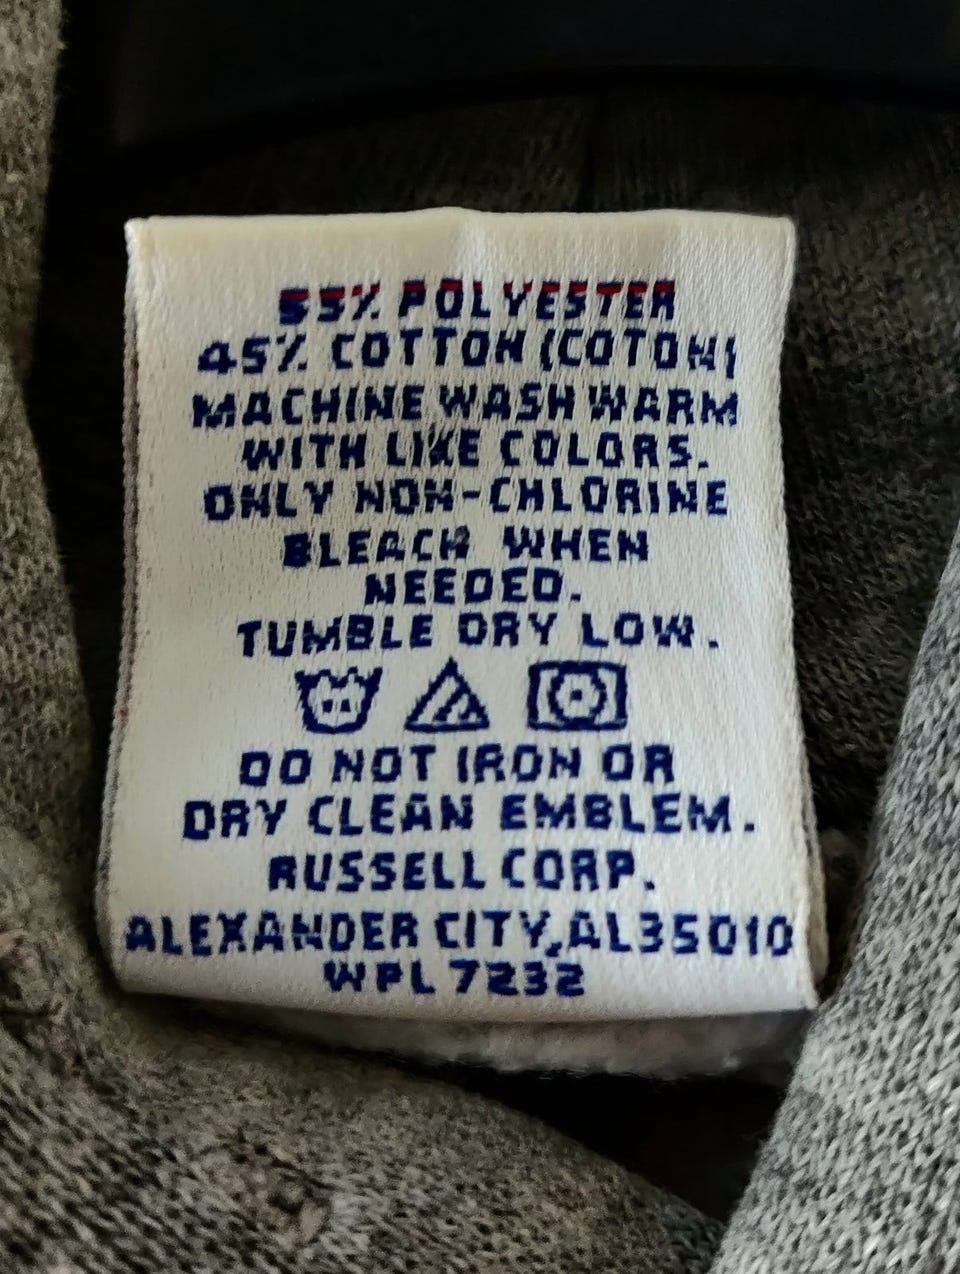 55% POLYESTER
45% COTTON (COTON)
MACHINE WASH WARM
WITH LIKE COLORS.
ONLY NON-CHLORINE
BLEACH WHEN
NEEDED.
TUMBLE DRY LOW.
DO NOT IRON OR
DRY CLEAN EMBLEM.
RUSSELL CORP.
ALEXANDER CITY, AL 35010
WPL 7232